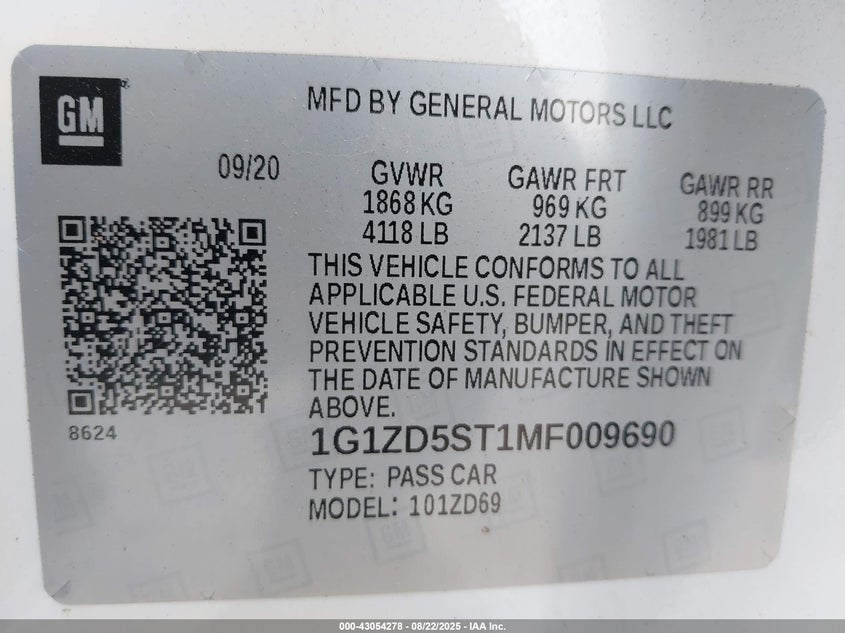 GM
MFD BY GENERAL MOTORS LLC
09/20
GVWR
1868 KG
4118 LB
GAWR FRT
969 KG
2137 LB
GAWR RR
899 KG
1981 LB
THIS VEHICLE CONFORMS TO ALL
APPLICABLE U.S. FEDERAL MOTOR
VEHICLE SAFETY, BUMPER, AND THEFT
PREVENTION STANDARDS IN EFFECT ON
THE DATE OF MANUFACTURE SHOWN
ABOVE.
8624
1G1ZD5ST1MF009690
TYPE: PASS CAR
MODEL: 101ZD69
000-43054278 - 08/22/2025 - IAA Inc.